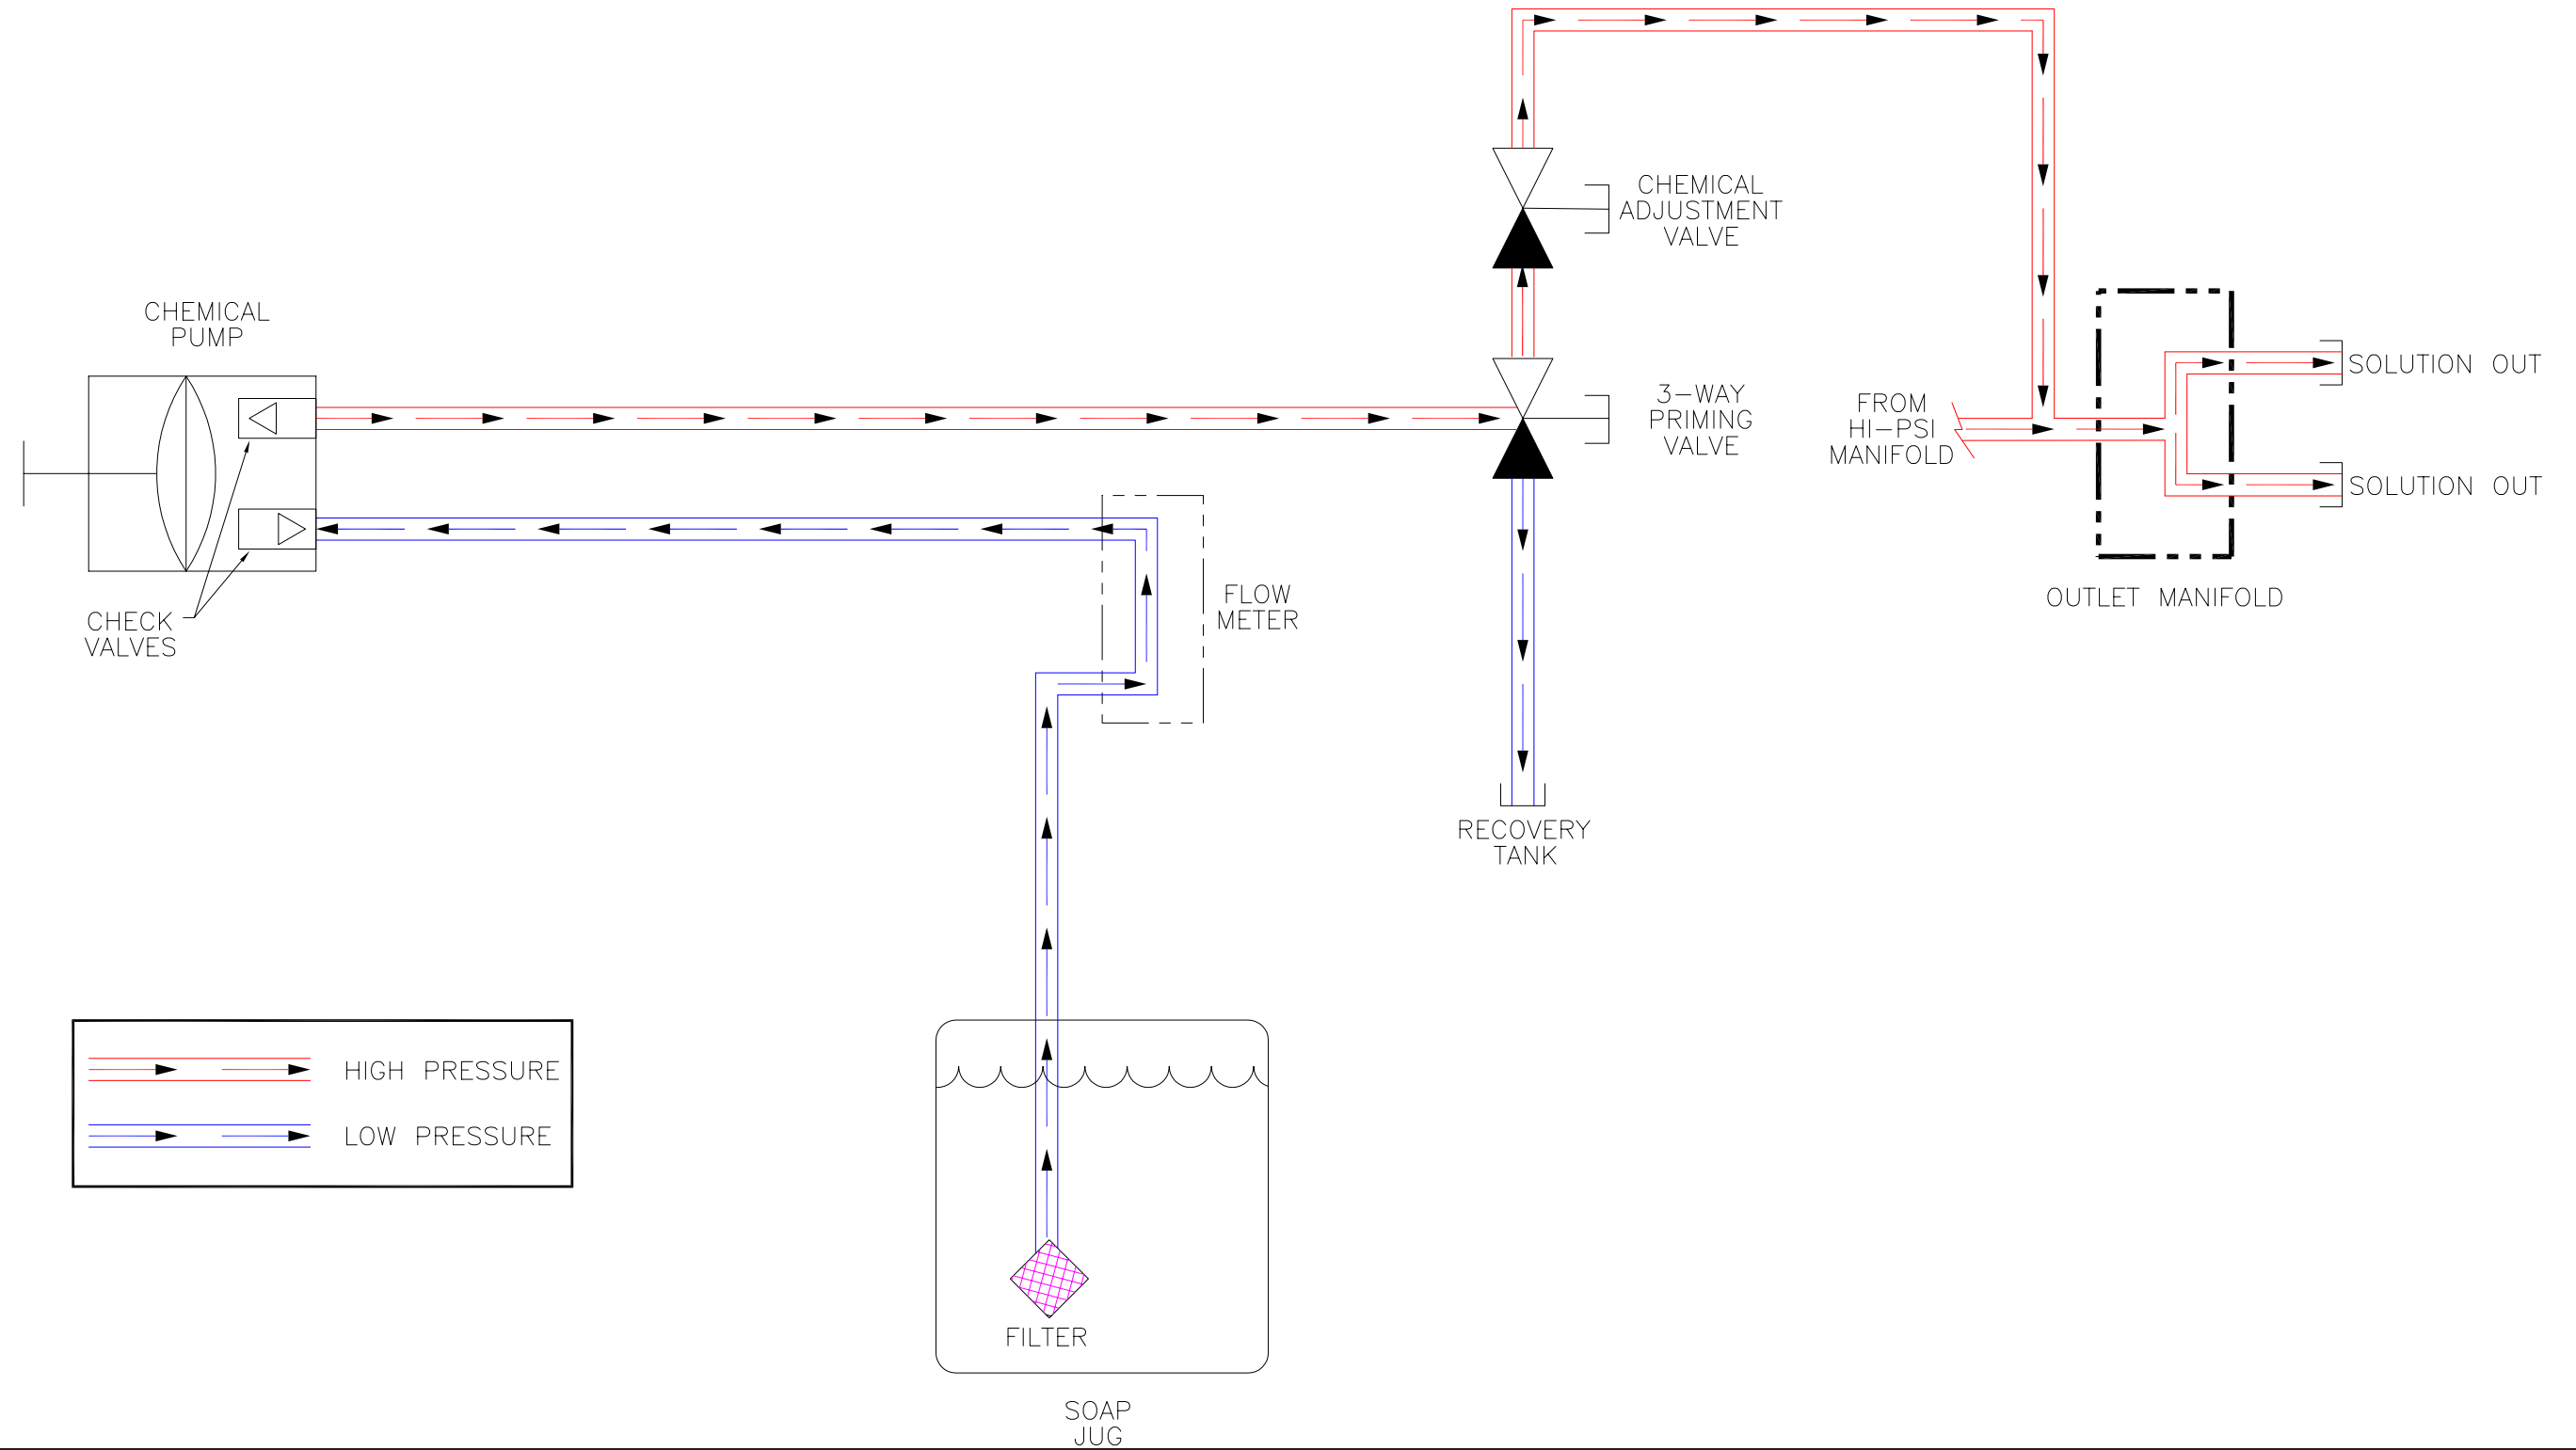 CHEMICAL
PUMP
CHECK
VALVES
FLOW
METER
CHEMICAL
ADJUSTMENT
VALVE
3-WAY
PRIMING
VALVE
RECOVERY
TANK
FROM
HI-PSI
MANIFOLD
SOLUTION OUT
SOLUTION OUT
OUTLET MANIFOLD
HIGH PRESSURE
LOW PRESSURE
FILTER
SOAP
JUG